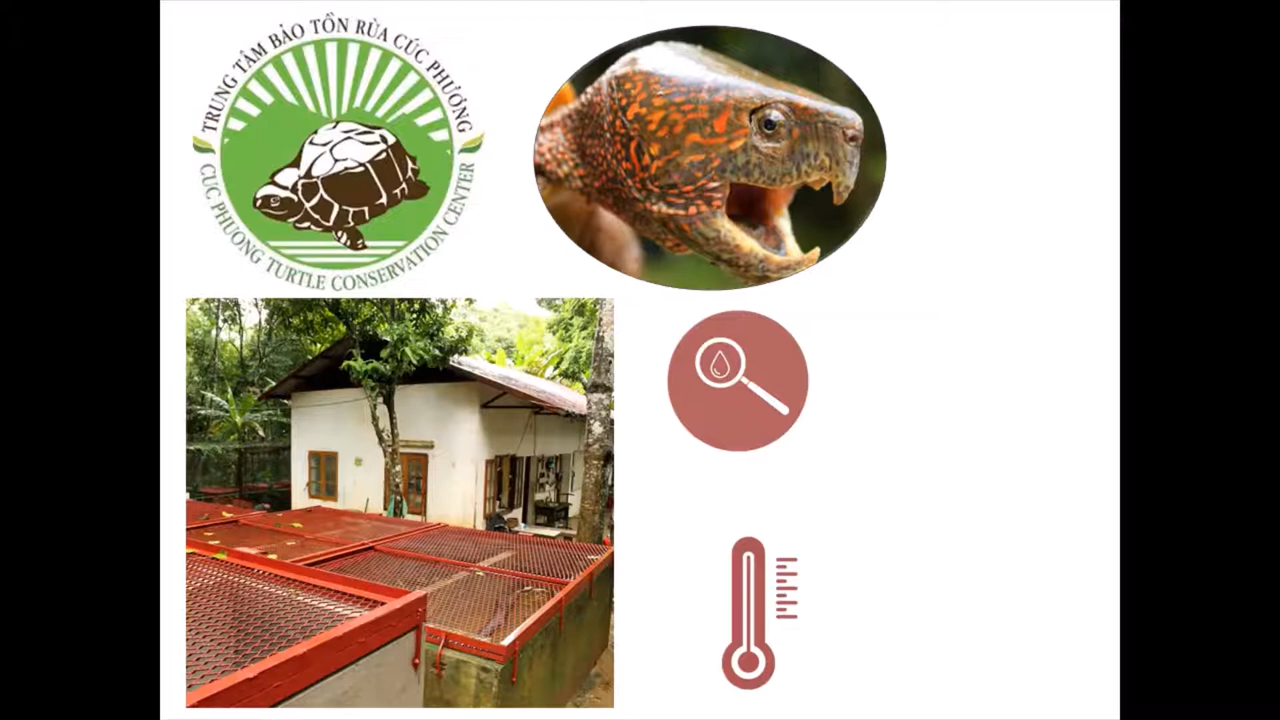 TRUNG TÂM BẢO TỒN RÙA CÚC PHƯƠNG
CUC PHUONG TURTLE CONSERVATION CENTER